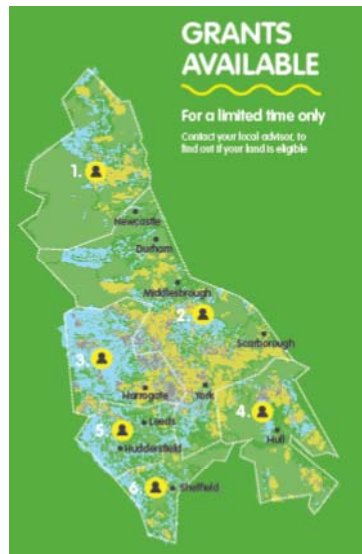 GRANTS
AVAILABLE
For a limited time only
Contact your local advisor, to
find out if your land is eligible
1.
Newcastle
Durham
Middlesbrough
2.
Scarborough
3.
Harrogate
York
4.
5.
Leeds
Hull
Huddersfield
6.
Sheffield